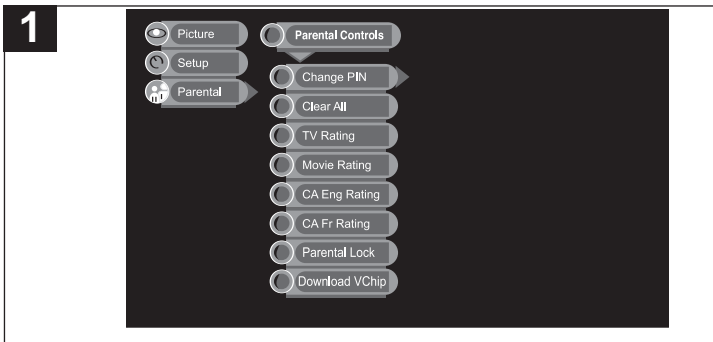 1
Picture
Setup
Parental
Parental Controls
Change PIN
Clear All
TV Rating
Movie Rating
CA Eng Rating
CA Fr Rating
Parental Lock
Download VChip